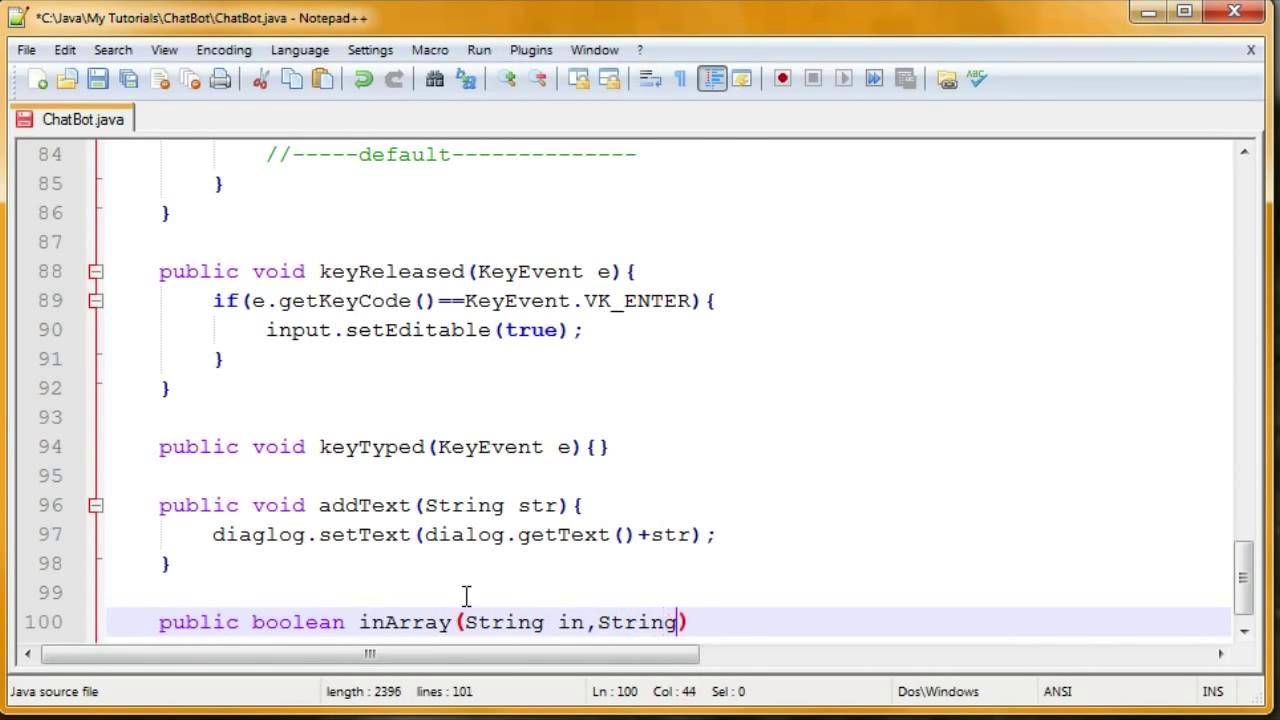 *C:\Java\My Tutorials\ChatBot\ChatBot.java - Notepad++
File Edit Search View Encoding Language Settings Macro Run Plugins Window ? X
ABC
ChatBot.java
84 //-----default--------------
85 }
86 }
87
88 public void keyReleased(KeyEvent e){
89 if(e.getKeyCode()==KeyEvent.VK_ENTER){
90 input.setEditable(true);
91 }
92 }
93
94 public void keyTyped(KeyEvent e){}
95
96 public void addText(String str){
97 diaglog.setText(dialog.getText()+str);
98 }
99
100 public boolean inArray(String in,String)
Java source file length : 2396 lines : 101 Ln : 100 Col : 44 Sel : 0 Dos\Windows ANSI INS